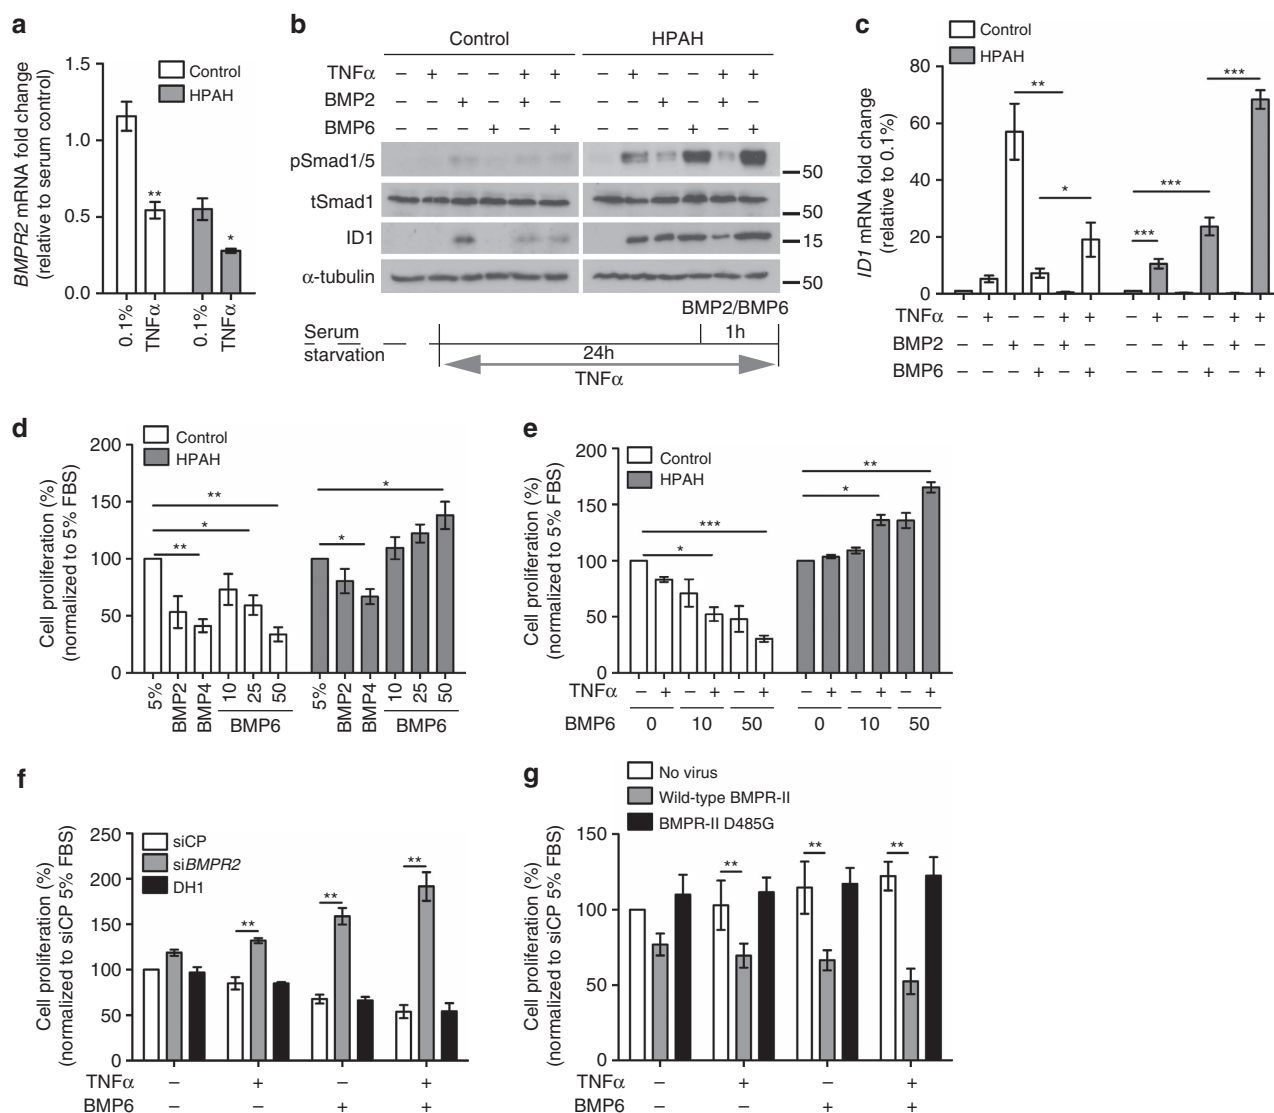 a
BMPR2 mRNA fold change
(relative to serum control)
1.5
1.0
0.5
0.0
Control
HPAH
**
*
0.1%
TNFα
0.1%
TNFα
b
Control
HPAH
TNFα – + – – + + – + – – + +
BMP2 – – + – + – – – + – + –
BMP6 – – – + – + – – – + – +
pSmad1/5
50
tSmad1
50
ID1
15
α-tubulin
50
BMP2/BMP6
Serum
starvation
1h
24h
TNFα
c
Control
HPAH
ID1 mRNA fold change
(relative to 0.1%)
80
60
40
20
0
**
*
***
***
***
TNFα – + – – + + – + – – + +
BMP2 – – + – + – – – + – + –
BMP6 – – – + – + – – – + – +
d
Control
HPAH
Cell proliferation (%)
(normalized to 5% FBS)
200
150
100
50
0
**
*
**
*
*
5%
BMP2
BMP4
10
25
50
BMP6
5%
BMP2
BMP4
10
25
50
BMP6
e
Control
HPAH
Cell proliferation (%)
(normalized to 5% FBS)
200
150
100
50
0
***
*
**
*
TNFα – + – + – + – + – + – +
BMP6 0 10 50 0 10 50
f
siCP
siBMPR2
DH1
Cell proliferation (%)
(normalized to siCP 5% FBS)
250
200
150
100
50
0
**
**
**
TNFα – + – +
BMP6 – – + +
g
No virus
Wild-type BMPR-II
BMPR-II D485G
Cell proliferation (%)
(normalized to siCP 5% FBS)
150
100
50
0
**
**
**
TNFα – + – +
BMP6 – – + +